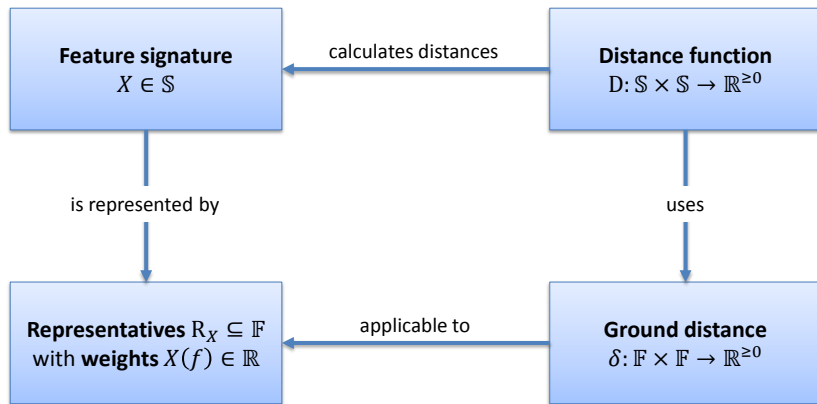 Feature signature
X ∈ 𝕊
calculates distances
Distance function
D: 𝕊 × 𝕊 → ℝ≥0
is represented by
uses
Representatives R_X ⊆ 𝔽
with weights X(f) ∈ ℝ
applicable to
Ground distance
δ: 𝔽 × 𝔽 → ℝ≥0